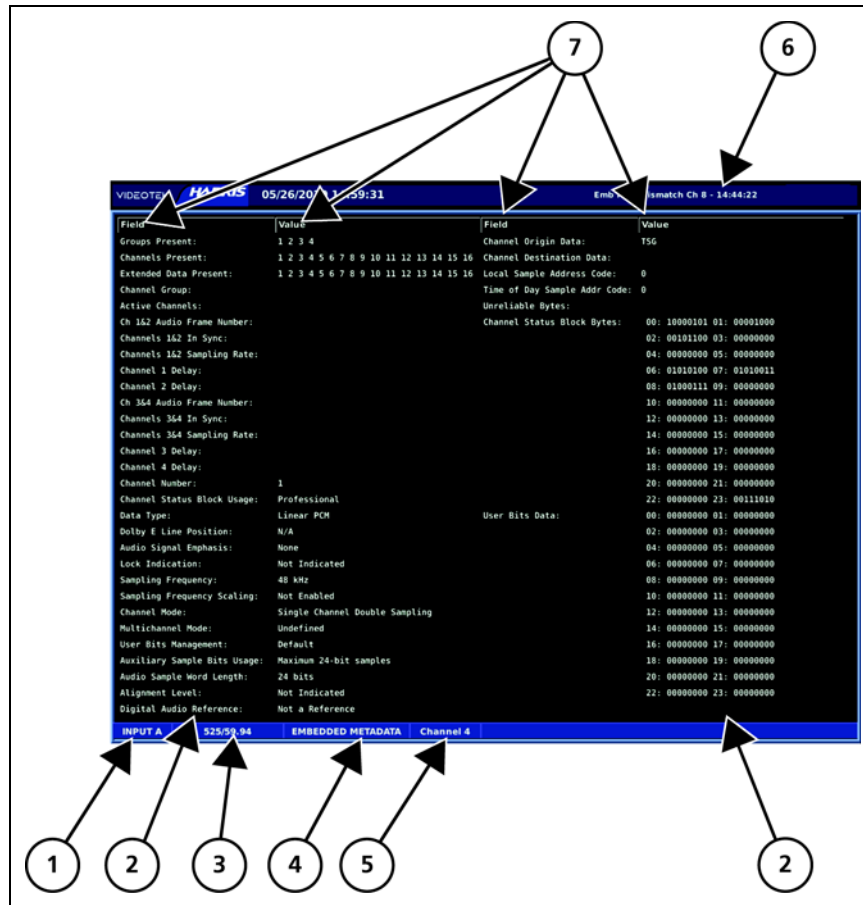 7
6
VIDEOTEK HARRIS 05/26/2 59:31 Emb ismatch Ch 8 - 14:44:22
Field Value Field Value
Groups Present: 1 2 3 4 Channel Origin Data: TSG
Channels Present: 1 2 3 4 5 6 7 8 9 10 11 12 13 14 15 16 Channel Destination Data:
Extended Data Present: 1 2 3 4 5 6 7 8 9 10 11 12 13 14 15 16 Local Sample Address Code: 0
Channel Group: Time of Day Sample Addr Code: 0
Active Channels: Unreliable Bytes:
Ch 1&2 Audio Frame Number: Channel Status Block Bytes: 00: 10000101 01: 00001000
Channels 1&2 In Sync: 02: 00101100 03: 00000000
Channels 1&2 Sampling Rate: 04: 00000000 05: 00000000
Channel 1 Delay: 06: 01010100 07: 01010011
Channel 2 Delay: 08: 01000111 09: 00000000
Ch 3&4 Audio Frame Number: 10: 00000000 11: 00000000
Channels 3&4 In Sync: 12: 00000000 13: 00000000
Channels 3&4 Sampling Rate: 14: 00000000 15: 00000000
Channel 3 Delay: 16: 00000000 17: 00000000
Channel 4 Delay: 18: 00000000 19: 00000000
Channel Number: 1 20: 00000000 21: 00000000
Channel Status Block Usage: Professional 22: 00000000 23: 00111010
Data Type: Linear PCM User Bits Data: 00: 00000000 01: 00000000
Dolby E Line Position: N/A 02: 00000000 03: 00000000
Audio Signal Emphasis: None 04: 00000000 05: 00000000
Lock Indication: Not Indicated 06: 00000000 07: 00000000
Sampling Frequency: 48 kHz 08: 00000000 09: 00000000
Sampling Frequency Scaling: Not Enabled 10: 00000000 11: 00000000
Channel Mode: Single Channel Double Sampling 12: 00000000 13: 00000000
Multichannel Mode: Undefined 14: 00000000 15: 00000000
User Bits Management: Default 16: 00000000 17: 00000000
Auxiliary Sample Bits Usage: Maximum 24-bit samples 18: 00000000 19: 00000000
Audio Sample Word Length: 24 bits 20: 00000000 21: 00000000
Alignment Level: Not Indicated 22: 00000000 23: 00000000
Digital Audio Reference: Not a Reference
INPUT A 525/59.94 EMBEDDED METADATA Channel 4
1 2 3 4 5 2